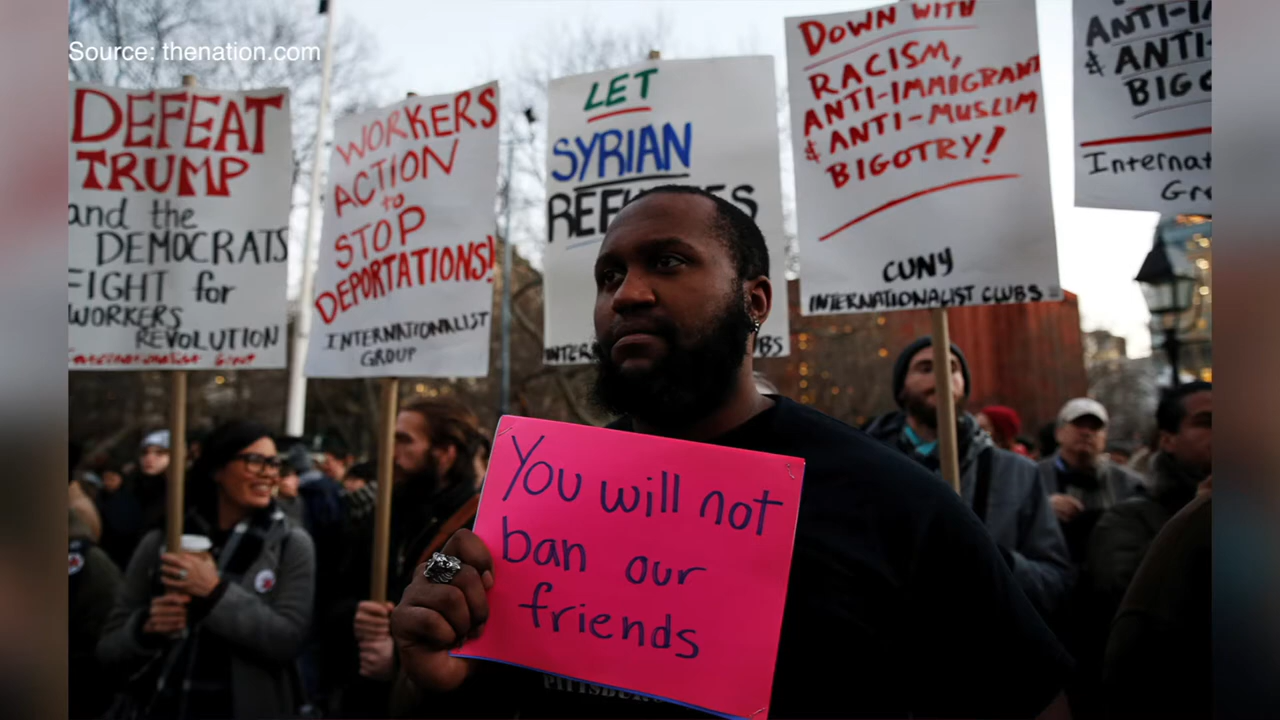 Source: thenation.com
DEFEAT
TRUMP
and the
DEMOCRATS
FIGHT for
WORKERS
REVOLUTION
Internationalist Group
WORKERS
ACTION
to
STOP
DEPORTATIONS!
INTERNATIONALIST
GROUP
LET
SYRIAN
DOWN WITH
RACISM,
ANTI-IMMIGRANT
& ANTI-MUSLIM
BIGOTRY!
CUNY
INTERNATIONALIST CLUBS
& ANTI-
You will not
ban our
friends